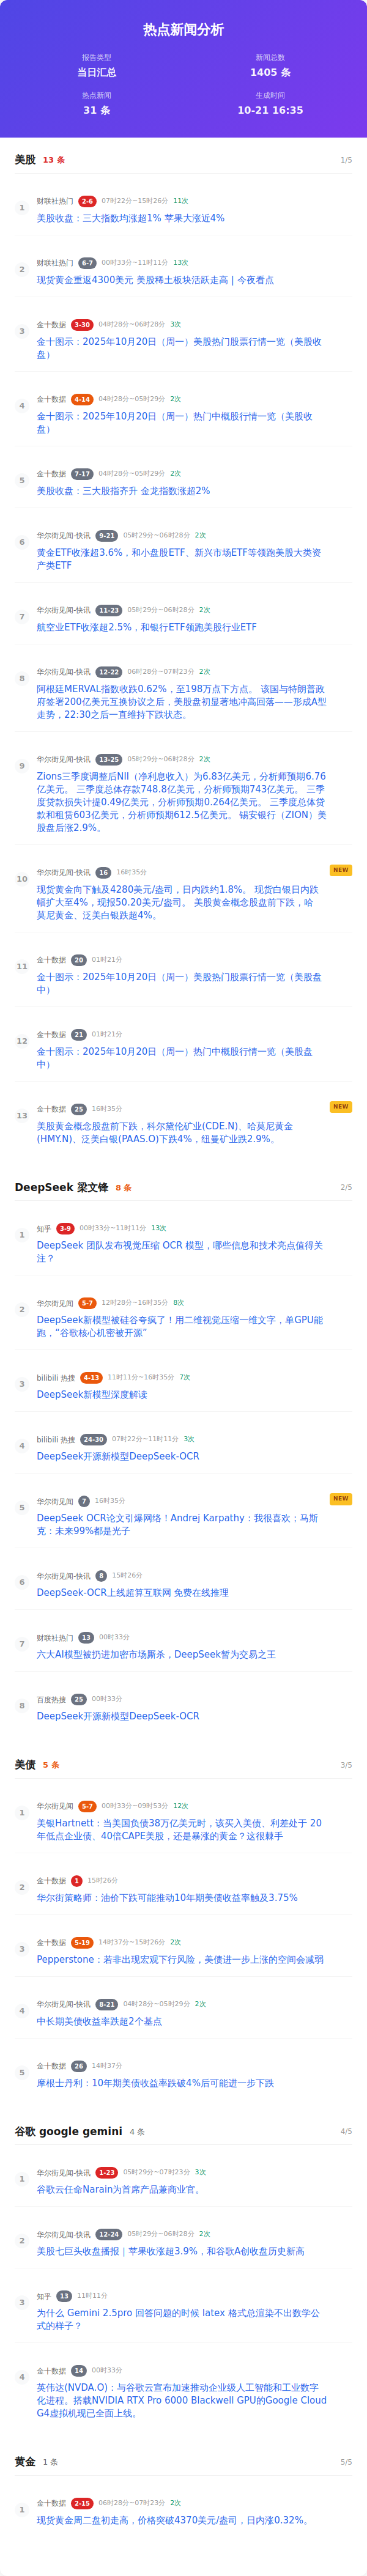 热点新闻分析
报告类型
当日汇总
新闻总数
1405 条
热点新闻
31 条
生成时间
10-21 16:35
美股 13 条 1/5
1 财联社热门 2-6 07时22分~15时26分 11次
美股收盘：三大指数均涨超1% 苹果大涨近4%
2 财联社热门 6-7 00时33分~11时11分 13次
现货黄金重返4300美元 美股稀土板块活跃走高 | 今夜看点
3 金十数据 3-30 04时28分~06时28分 3次
金十图示：2025年10月20日（周一）美股热门股票行情一览（美股收
盘）
4 金十数据 4-14 04时28分~05时29分 2次
金十图示：2025年10月20日（周一）热门中概股行情一览（美股收
盘）
5 金十数据 7-17 04时28分~05时29分 2次
美股收盘：三大股指齐升 金龙指数涨超2%
6 华尔街见闻-快讯 9-21 05时29分~06时28分 2次
黄金ETF收涨超3.6%，和小盘股ETF、新兴市场ETF等领跑美股大类资
产类ETF
7 华尔街见闻-快讯 11-23 05时29分~06时28分 2次
航空业ETF收涨超2.5%，和银行ETF领跑美股行业ETF
8 华尔街见闻-快讯 12-22 06时28分~07时23分 2次
阿根廷MERVAL指数收跌0.62%，至198万点下方点。 该国与特朗普政
府签署200亿美元互换协议之后，美股盘初显著地冲高回落——形成A型
走势，22:30之后一直维持下跌状态。
9 华尔街见闻-快讯 13-25 05时29分~06时28分 2次
Zions三季度调整后NII（净利息收入）为6.83亿美元，分析师预期6.76
亿美元。 三季度总体存款748.8亿美元，分析师预期743亿美元。 三季
度贷款损失计提0.49亿美元，分析师预期0.264亿美元。 三季度总体贷
款和租赁603亿美元，分析师预期612.5亿美元。 锡安银行（ZION）美
股盘后涨2.9%。
10 华尔街见闻-快讯 16 16时35分 NEW
现货黄金向下触及4280美元/盎司，日内跌约1.8%。 现货白银日内跌
幅扩大至4%，现报50.20美元/盎司。 美股黄金概念股盘前下跌，哈
莫尼黄金、泛美白银跌超4%。
11 金十数据 20 01时21分
金十图示：2025年10月20日（周一）美股热门股票行情一览（美股盘
中）
12 金十数据 21 01时21分
金十图示：2025年10月20日（周一）热门中概股行情一览（美股盘
中）
13 金十数据 25 16时35分 NEW
美股黄金概念股盘前下跌，科尔黛伦矿业(CDE.N)、哈莫尼黄金
(HMY.N)、泛美白银(PAAS.O)下跌4%，纽曼矿业跌2.9%。
DeepSeek 梁文锋 8 条 2/5
1 知乎 3-9 00时33分~11时11分 13次
DeepSeek 团队发布视觉压缩 OCR 模型，哪些信息和技术亮点值得关
注？
2 华尔街见闻 5-7 12时28分~16时35分 8次
DeepSeek新模型被硅谷夸疯了！用二维视觉压缩一维文字，单GPU能
跑，“谷歌核心机密被开源”
3 bilibili 热搜 4-13 11时11分~16时35分 7次
DeepSeek新模型深度解读
4 bilibili 热搜 24-30 07时22分~11时11分 3次
DeepSeek开源新模型DeepSeek-OCR
5 华尔街见闻 7 16时35分 NEW
DeepSeek OCR论文引爆网络！Andrej Karpathy：我很喜欢；马斯
克：未来99%都是光子
6 华尔街见闻-快讯 8 15时26分
DeepSeek-OCR上线超算互联网 免费在线推理
7 财联社热门 13 00时33分
六大AI模型被扔进加密市场厮杀，DeepSeek暂为交易之王
8 百度热搜 25 00时33分
DeepSeek开源新模型DeepSeek-OCR
美债 5 条 3/5
1 华尔街见闻 5-7 00时33分~09时53分 12次
美银Hartnett：当美国负债38万亿美元时，该买入美债、利差处于 20
年低点企业债、40倍CAPE美股，还是暴涨的黄金？这很棘手
2 金十数据 1 15时26分
华尔街策略师：油价下跌可能推动10年期美债收益率触及3.75%
3 金十数据 5-19 14时37分~15时26分 2次
Pepperstone：若非出现宏观下行风险，美债进一步上涨的空间会减弱
4 华尔街见闻-快讯 8-21 04时28分~05时29分 2次
中长期美债收益率跌超2个基点
5 金十数据 26 14时37分
摩根士丹利：10年期美债收益率跌破4%后可能进一步下跌
谷歌 google gemini 4 条 4/5
1 华尔街见闻-快讯 1-23 05时29分~07时23分 3次
谷歌云任命Narain为首席产品兼商业官。
2 华尔街见闻-快讯 12-24 05时29分~06时28分 2次
美股七巨头收盘播报｜苹果收涨超3.9%，和谷歌A创收盘历史新高
3 知乎 13 11时11分
为什么 Gemini 2.5pro 回答问题的时候 latex 格式总渲染不出数学公
式的样子？
4 金十数据 14 00时33分
英伟达(NVDA.O)：与谷歌云宣布加速推动企业级人工智能和工业数字
化进程。搭载NVIDIA RTX Pro 6000 Blackwell GPU的Google Cloud
G4虚拟机现已全面上线。
黄金 1 条 5/5
1 金十数据 2-15 06时28分~07时23分 2次
现货黄金周二盘初走高，价格突破4370美元/盎司，日内涨0.32%。